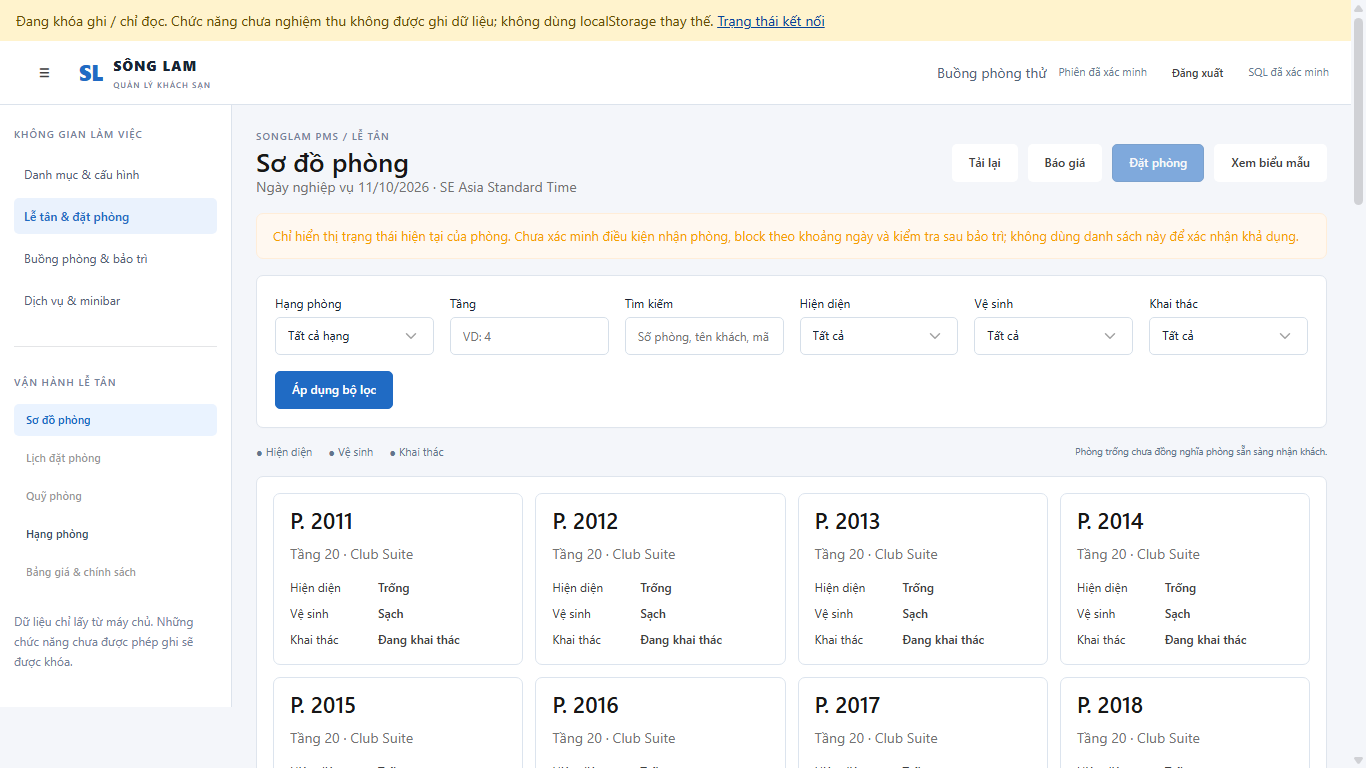 Đang khóa ghi / chỉ đọc. Chức năng chưa nghiệm thu không được ghi dữ liệu; không dùng localStorage thay thế. Trạng thái kết nối
☰ SL SÔNG LAM
QUẢN LÝ KHÁCH SẠN
Buồng phòng thử Phiên đã xác minh Đăng xuất SQL đã xác minh
KHÔNG GIAN LÀM VIỆC
Danh mục & cấu hình
Lễ tân & đặt phòng
Buồng phòng & bảo trì
Dịch vụ & minibar
VẬN HÀNH LỄ TÂN
Sơ đồ phòng
Lịch đặt phòng
Quỹ phòng
Hạng phòng
Bảng giá & chính sách
Dữ liệu chỉ lấy từ máy chủ. Những
chức năng chưa được phép ghi sẽ
được khóa.
SONGLAM PMS / LỄ TÂN
Sơ đồ phòng
Ngày nghiệp vụ 11/10/2026 · SE Asia Standard Time
Tải lại Báo giá Đặt phòng Xem biểu mẫu
Chỉ hiển thị trạng thái hiện tại của phòng. Chưa xác minh điều kiện nhận phòng, block theo khoảng ngày và kiểm tra sau bảo trì; không dùng danh sách này để xác nhận khả dụng.
Hạng phòng Tầng Tìm kiếm Hiện diện Vệ sinh Khai thác
Tất cả hạng VD: 4 Số phòng, tên khách, mã Tất cả Tất cả Tất cả
Áp dụng bộ lọc
● Hiện diện ● Vệ sinh ● Khai thác Phòng trống chưa đồng nghĩa phòng sẵn sàng nhận khách.
P. 2011 P. 2012 P. 2013 P. 2014
Tầng 20 · Club Suite Tầng 20 · Club Suite Tầng 20 · Club Suite Tầng 20 · Club Suite
Hiện diện Trống Hiện diện Trống Hiện diện Trống Hiện diện Trống
Vệ sinh Sạch Vệ sinh Sạch Vệ sinh Sạch Vệ sinh Sạch
Khai thác Đang khai thác Khai thác Đang khai thác Khai thác Đang khai thác Khai thác Đang khai thác
P. 2015 P. 2016 P. 2017 P. 2018
Tầng 20 · Club Suite Tầng 20 · Club Suite Tầng 20 · Club Suite Tầng 20 · Club Suite